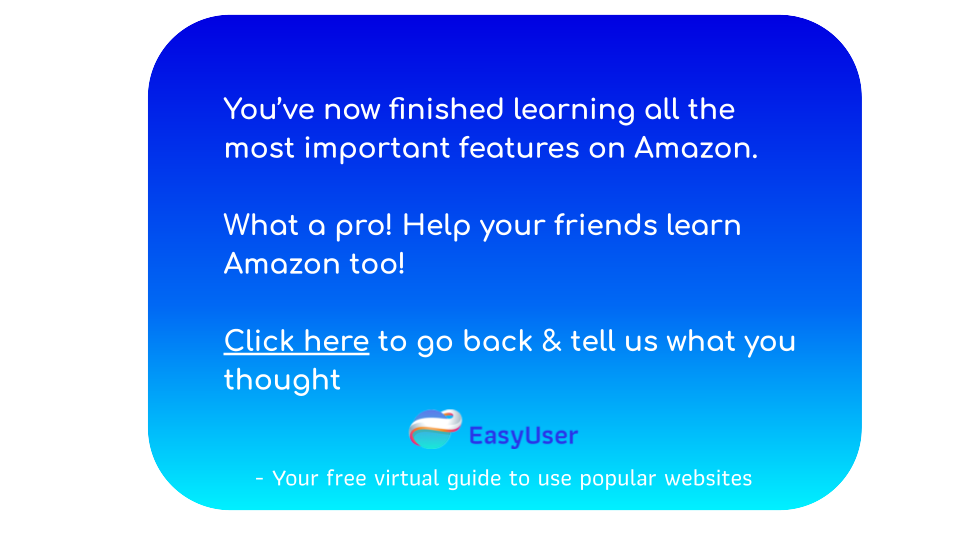 You’ve now finished learning all the
most important features on Amazon.
What a pro! Help your friends learn
Amazon too!
Click here to go back & tell us what you
thought
EasyUser
- Your free virtual guide to use popular websites